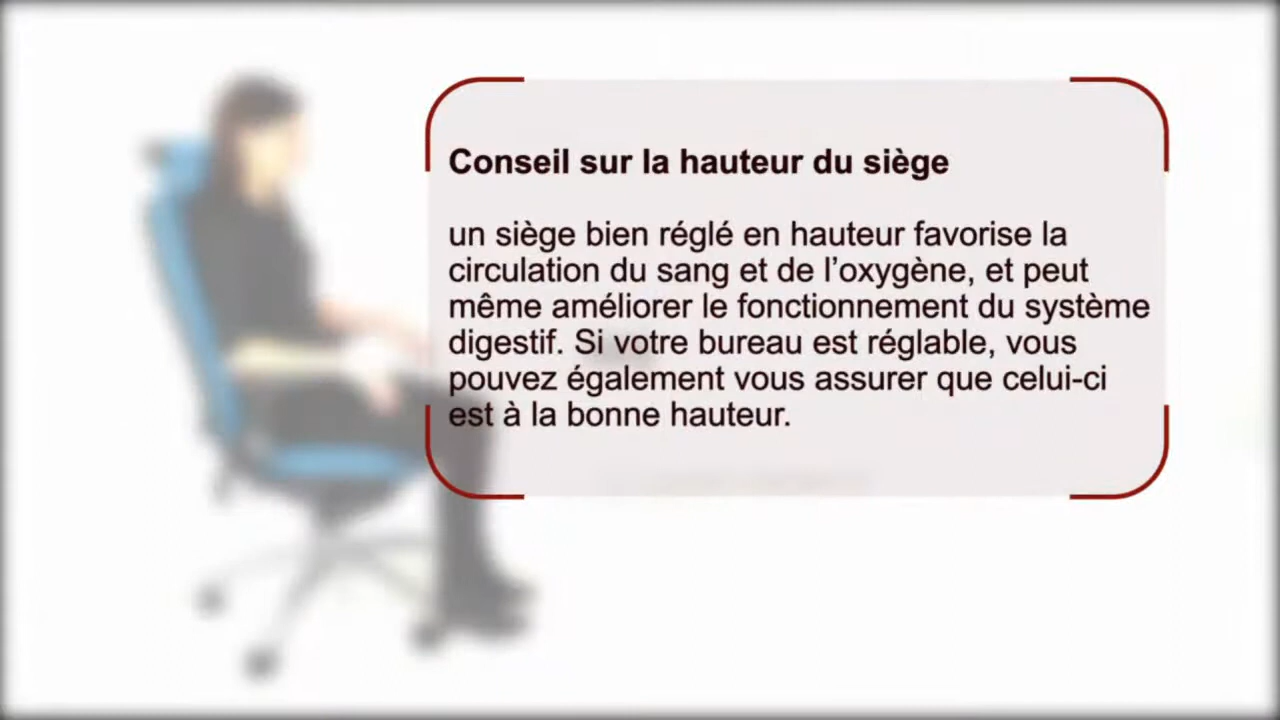 Conseil sur la hauteur du siège
un siège bien réglé en hauteur favorise la
circulation du sang et de l’oxygène, et peut
même améliorer le fonctionnement du système
digestif. Si votre bureau est réglable, vous
pouvez également vous assurer que celui-ci
est à la bonne hauteur.